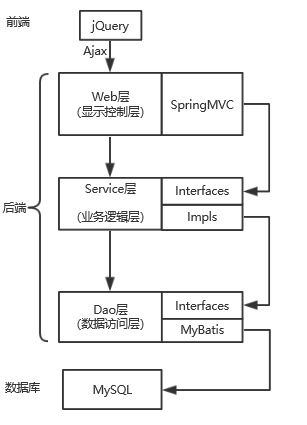 前端
jQuery
Ajax
Web层
(显示控制层)
SpringMVC
后端
Service层
(业务逻辑层)
Interfaces
Impls
Dao层
(数据访问层)
Interfaces
MyBatis
数据库
MySQL